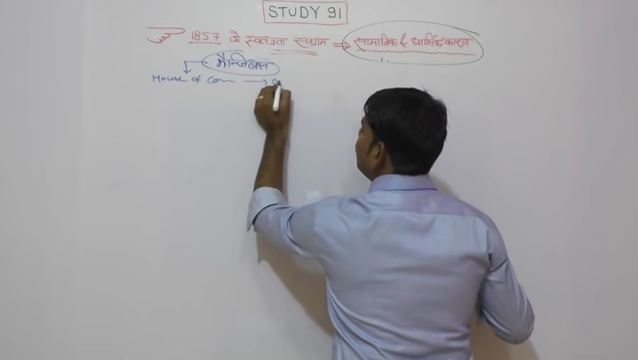 STUDY 91
1857 के स्वतंत्रता संग्राम ⇒ सामाजिक & धार्मिक कारण
मैन्जिल्स
House of Com →